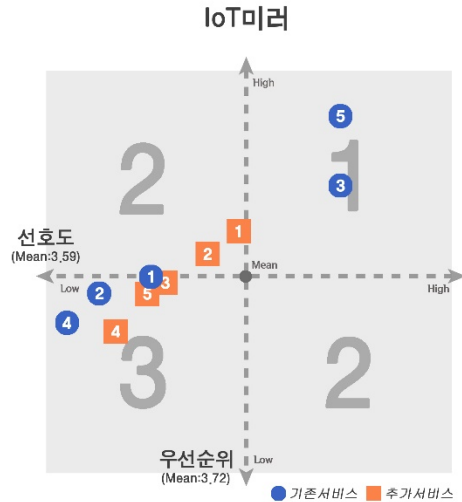 IoT미러
High
5
2
1
3
1
선호도
(Mean:3.59)
2
1
Mean
3
Low
High
2
5
4
4
3
2
우선순위
(Mean:3.72)
Low
기존서비스
추가서비스